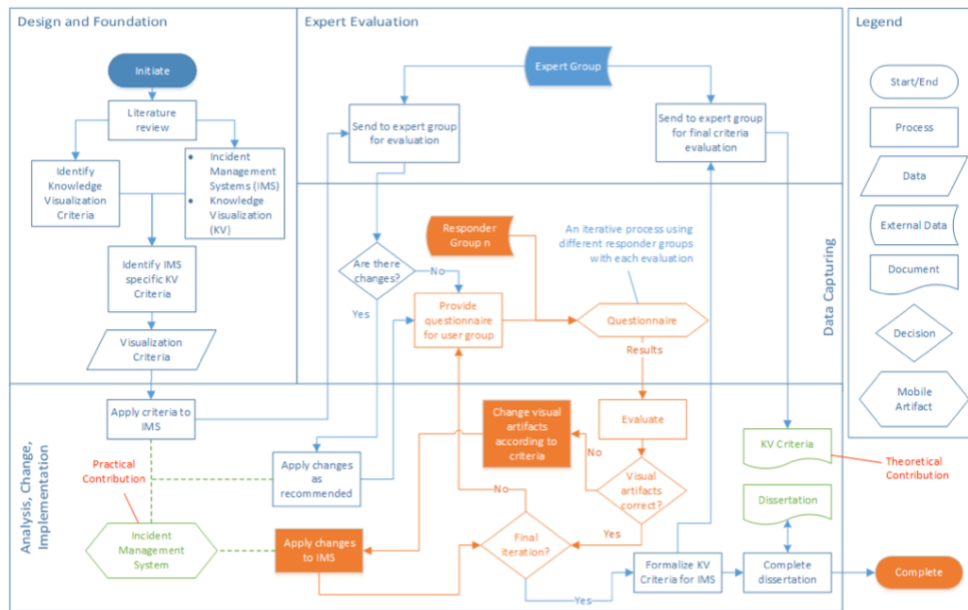 Design and Foundation
Expert Evaluation
Legend
Initiate
Literature
review
Identify
Knowledge
Visualization
Criteria
Incident
Management
Systems (IMS)
Knowledge
Visualization
(KV)
Identify IMS
specific KV
Criteria
Visualization
Criteria
Expert Group
Send to expert group
for evaluation
Send to expert group
for final criteria
evaluation
Responder
Group n
An iterative process using
different responder groups
with each evaluation
Are there
changes?
No
Yes
Provide
questionnaire
for user group
Questionnaire
Results
Data Capturing
Start/End
Process
Data
External Data
Document
Decision
Mobile
Artifact
Analysis, Change,
Implementation
Apply criteria to
IMS
Practical
Contribution
Apply changes
as
recommended
Incident
Management
System
Apply changes
to IMS
Change visual
artifacts
according to
criteria
Evaluate
No
Visual
artifacts
correct?
Yes
No
Final
iteration?
Yes
Formalize KV
Criteria for IMS
KV Criteria
Theoretical
Contribution
Dissertation
Complete
dissertation
Complete